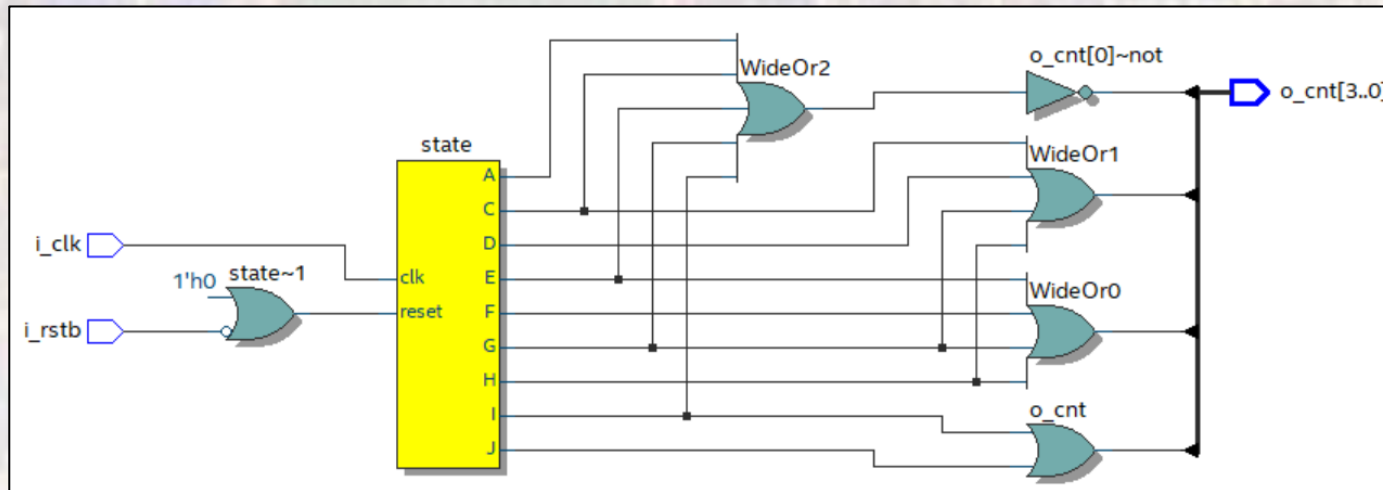 WideOr2
o_cnt[0]~not
o_cnt[3..0]
state
WideOr1
A
C
D
i_clk
E
clk
1'h0
state~1
WideOr0
F
reset
i_rstb
G
H
I
o_cnt
J